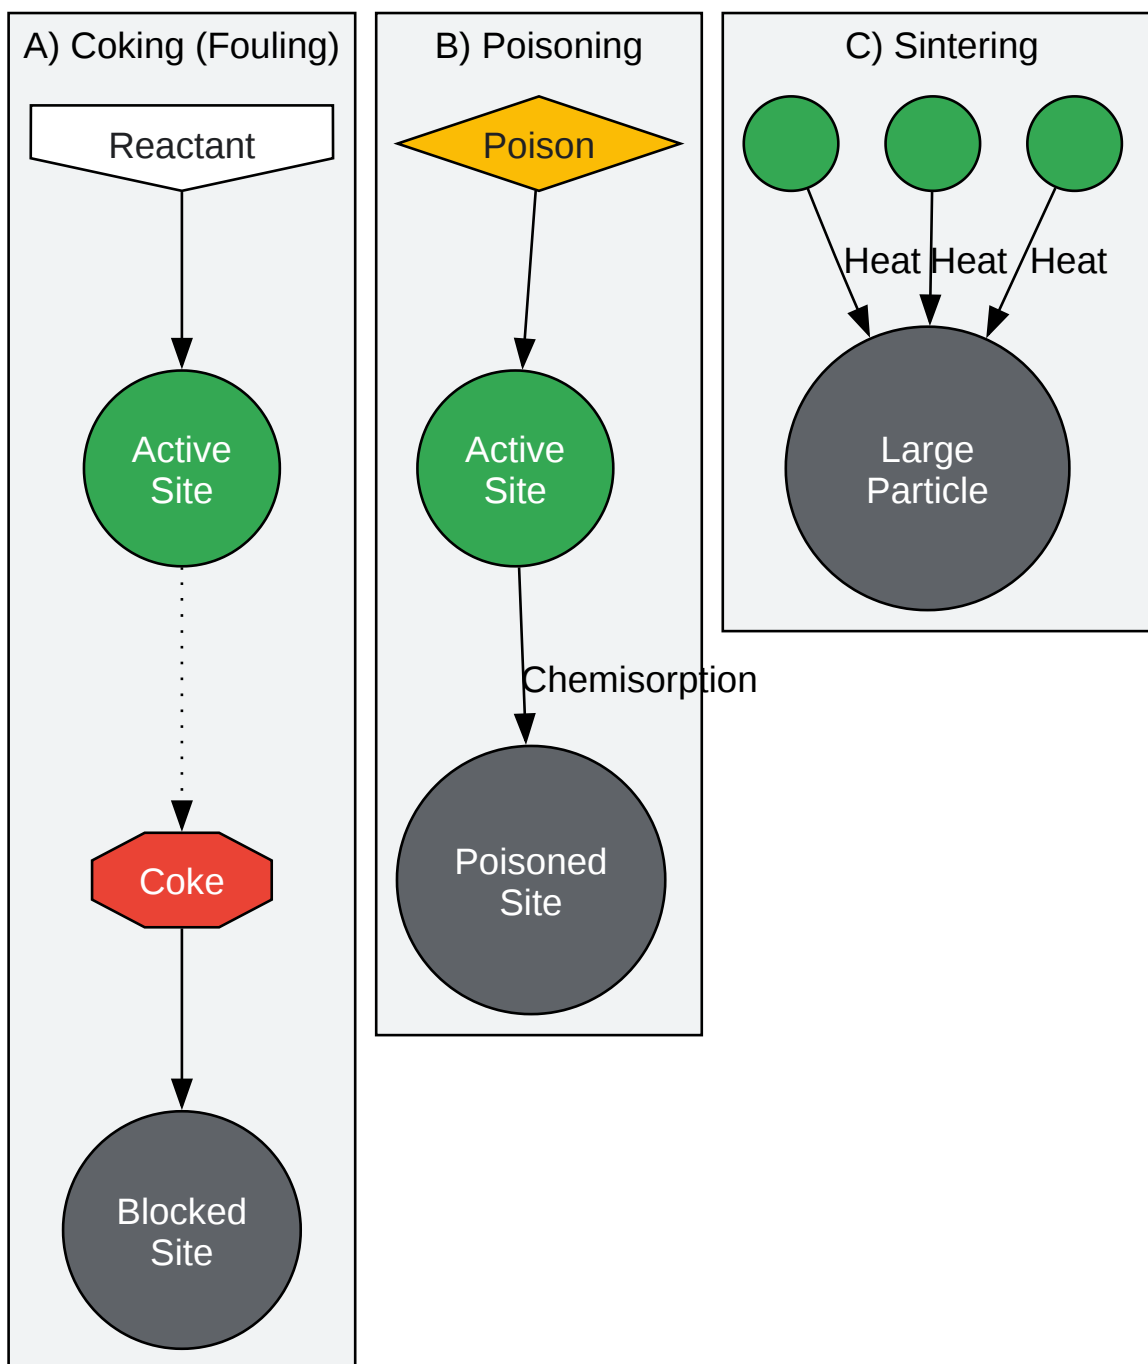 A) Coking (Fouling)
Reactant
Active
Site
Coke
Blocked
Site
B) Poisoning
Poison
Active
Site
Chemisorption
Poisoned
Site
C) Sintering
Heat
Heat
Heat
Large
Particle